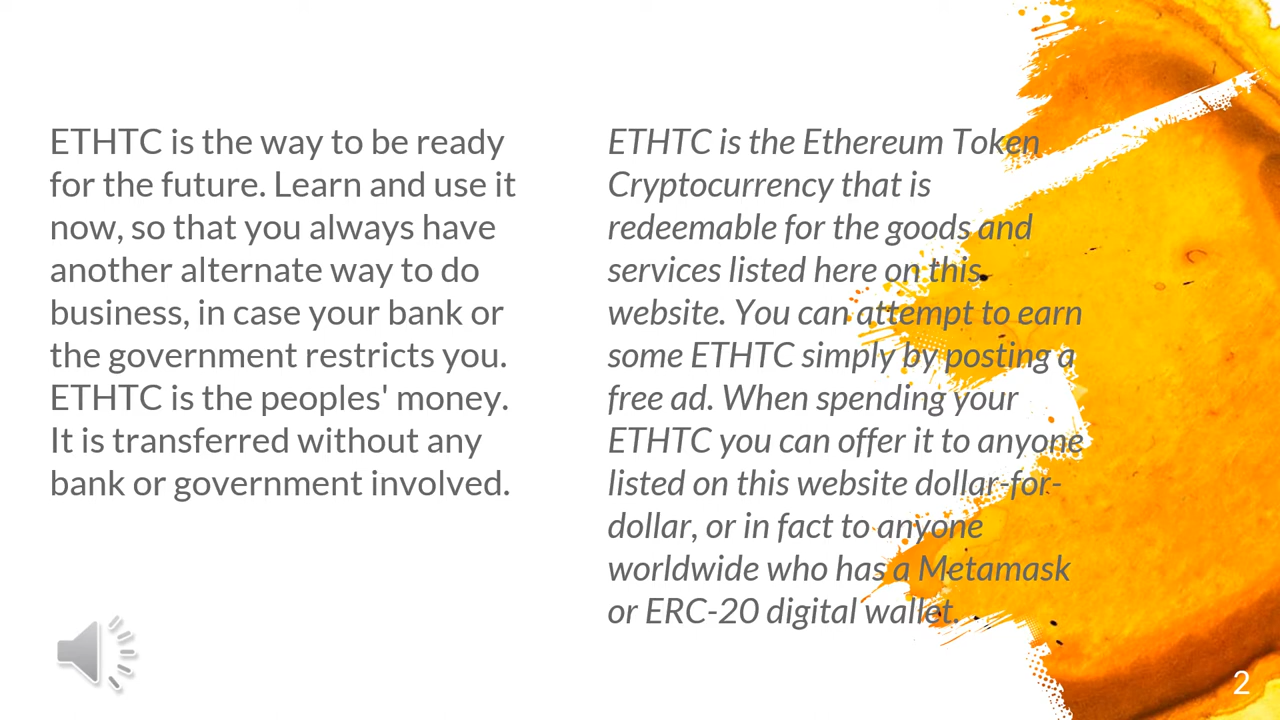 ETHTC is the way to be ready
for the future. Learn and use it
now, so that you always have
another alternate way to do
business, in case your bank or
the government restricts you.
ETHTC is the peoples' money.
It is transferred without any
bank or government involved.
ETHTC is the Ethereum Token
Cryptocurrency that is
redeemable for the goods and
services listed here on this
website. You can attempt to earn
some ETHTC simply by posting a
free ad. When spending your
ETHTC you can offer it to anyone
listed on this website dollar-for-
dollar, or in fact to anyone
worldwide who has a Metamask
or ERC-20 digital wallet.
2